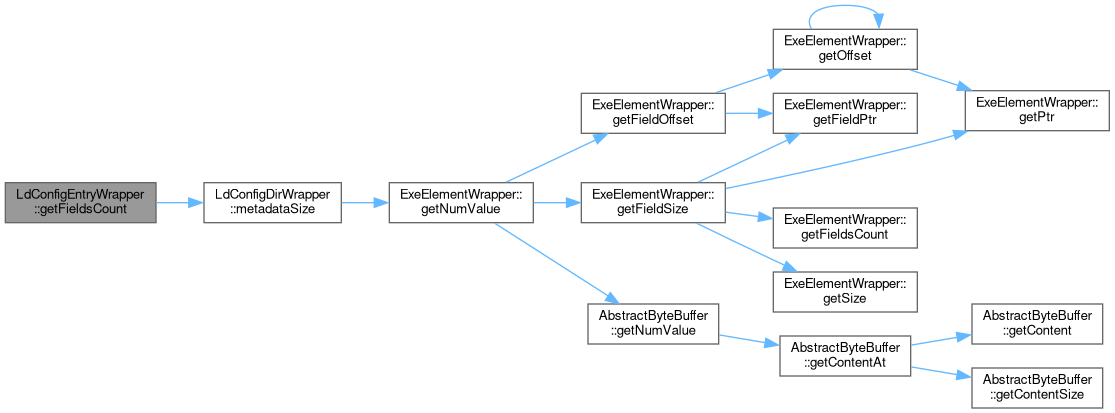 LdConfigEntryWrapper
::getFieldsCount
LdConfigDirWrapper
::metadataSize
ExeElementWrapper::
getNumValue
ExeElementWrapper::
getFieldOffset
ExeElementWrapper::
getOffset
ExeElementWrapper::
getFieldPtr
ExeElementWrapper::
getPtr
ExeElementWrapper::
getFieldSize
ExeElementWrapper::
getFieldsCount
ExeElementWrapper::
getSize
AbstractByteBuffer
::getNumValue
AbstractByteBuffer
::getContentAt
AbstractByteBuffer
::getContent
AbstractByteBuffer
::getContentSize